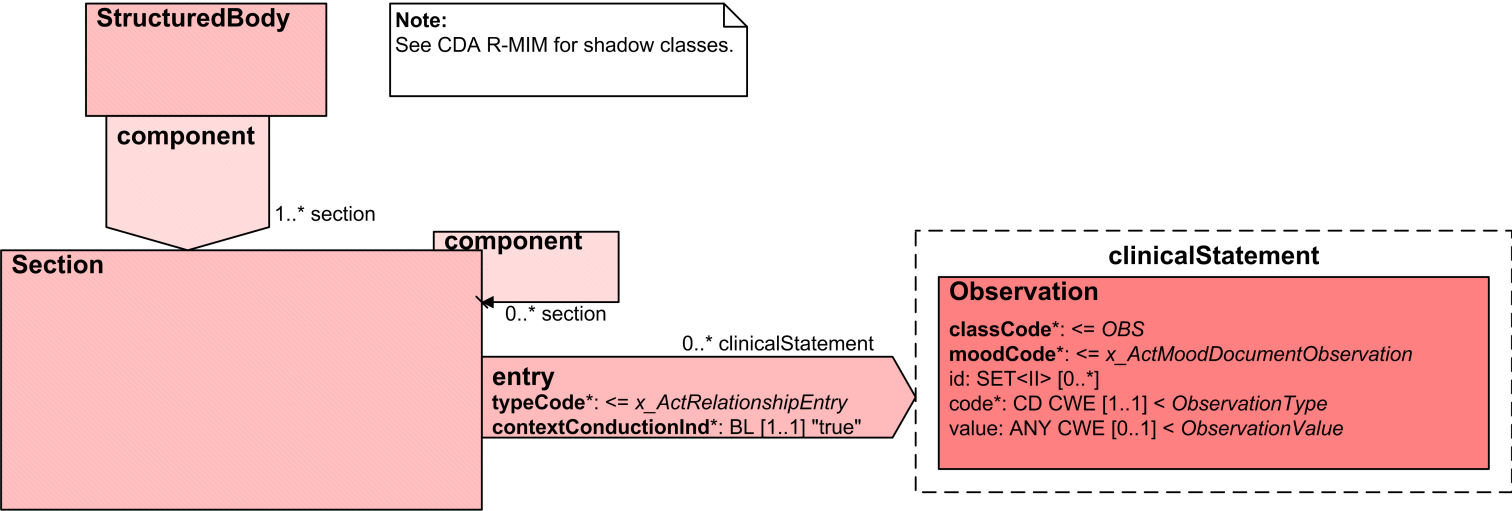 StructuredBody
Note:
See CDA R-MIM for shadow classes.
component
1..* section
Section
component
0..* section
0..* clinicalStatement
entry
typeCode*: <= x_ActRelationshipEntry
contextConductionInd*: BL [1..1] "true"
clinicalStatement
Observation
classCode*: <= OBS
moodCode*: <= x_ActMoodDocumentObservation
id: SET<II> [0..*]
code*: CD CWE [1..1] < ObservationType
value: ANY CWE [0..1] < ObservationValue